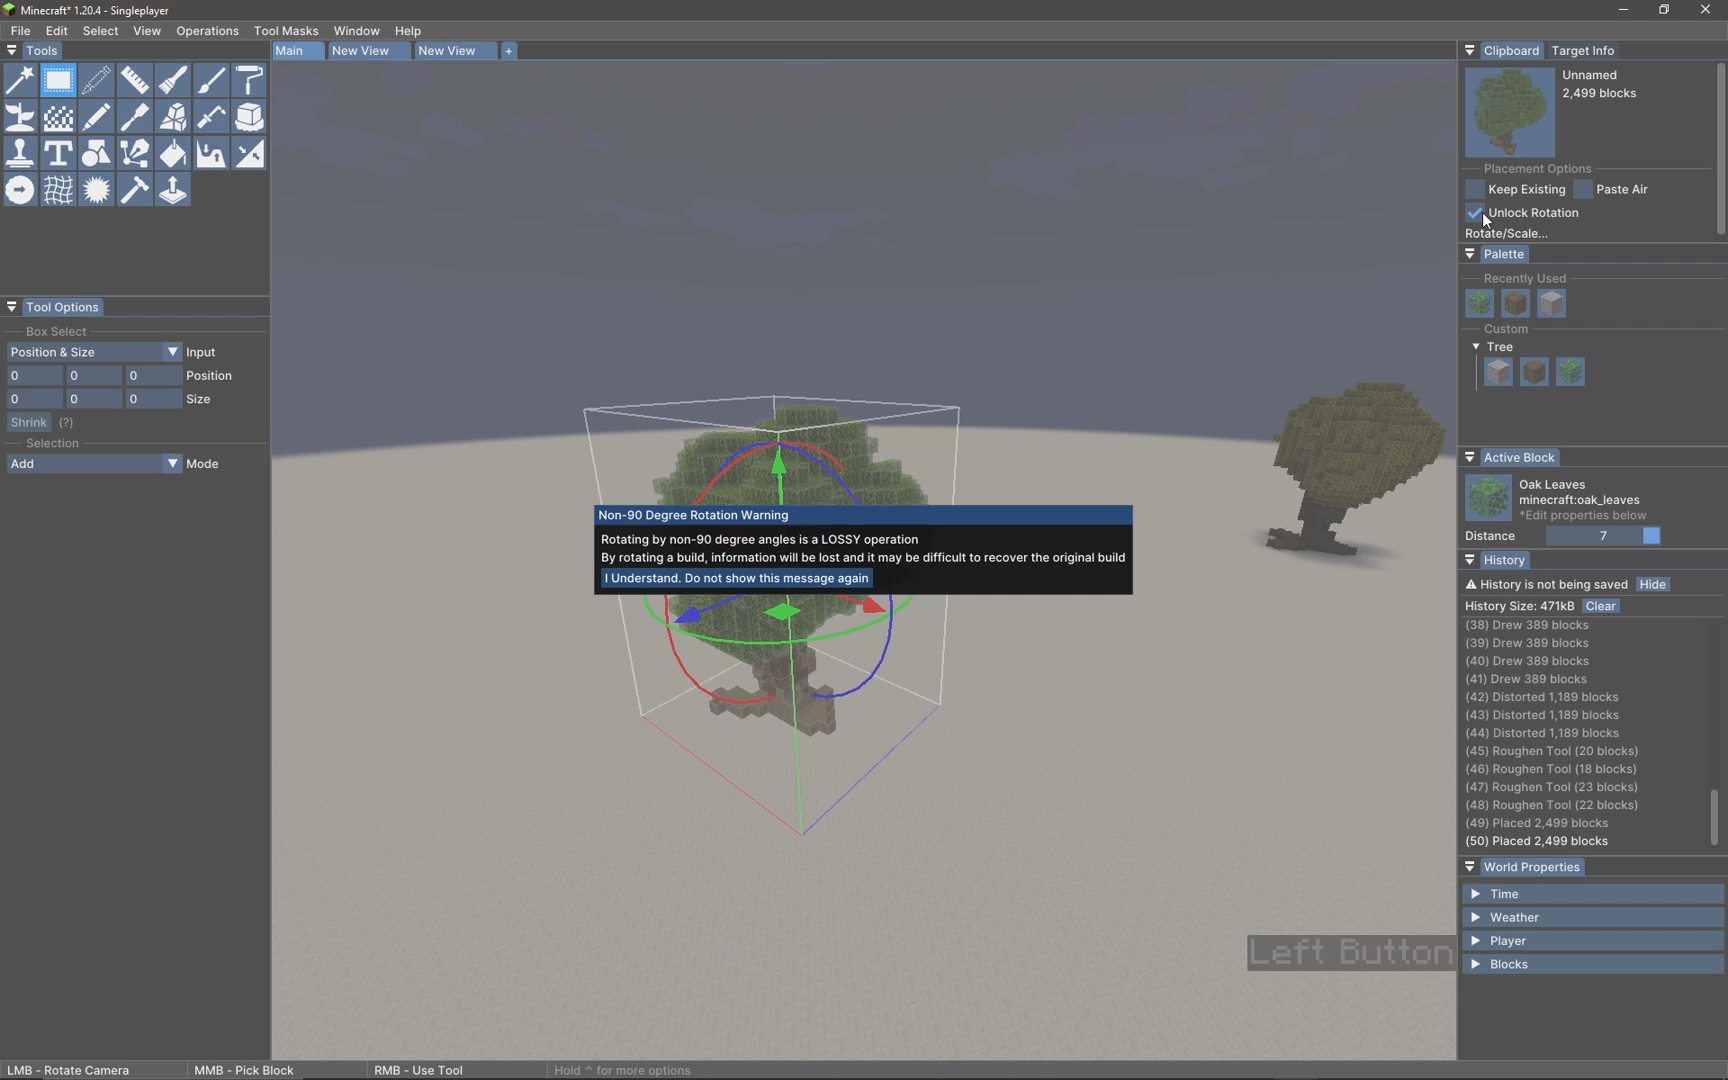 Minecraft* 1.20.4 - Singleplayer
File Edit Select View Operations Tool Masks Window Help
Tools
Main New View New View +
Tool Options
Box Select
Position & Size Input
0 0 0 Position
0 0 0 Size
Shrink (?)
Selection
Add Mode
Non-90 Degree Rotation Warning
Rotating by non-90 degree angles is a LOSSY operation
By rotating a build, information will be lost and it may be difficult to recover the original build
I Understand. Do not show this message again
Left Button
Clipboard Target Info
Unnamed
2,499 blocks
Placement Options
Keep Existing Paste Air
Unlock Rotation
Rotate/Scale...
Palette
Recently Used
Custom
Tree
Active Block
Oak Leaves
minecraft:oak_leaves
*Edit properties below
Distance 7
History
History is not being saved Hide
History Size: 471kB Clear
(38) Drew 389 blocks
(39) Drew 389 blocks
(40) Drew 389 blocks
(41) Drew 389 blocks
(42) Distorted 1,189 blocks
(43) Distorted 1,189 blocks
(44) Distorted 1,189 blocks
(45) Roughen Tool (20 blocks)
(46) Roughen Tool (18 blocks)
(47) Roughen Tool (23 blocks)
(48) Roughen Tool (22 blocks)
(49) Placed 2,499 blocks
(50) Placed 2,499 blocks
World Properties
Time
Weather
Player
Blocks
LMB - Rotate Camera MMB - Pick Block RMB - Use Tool Hold ^ for more options